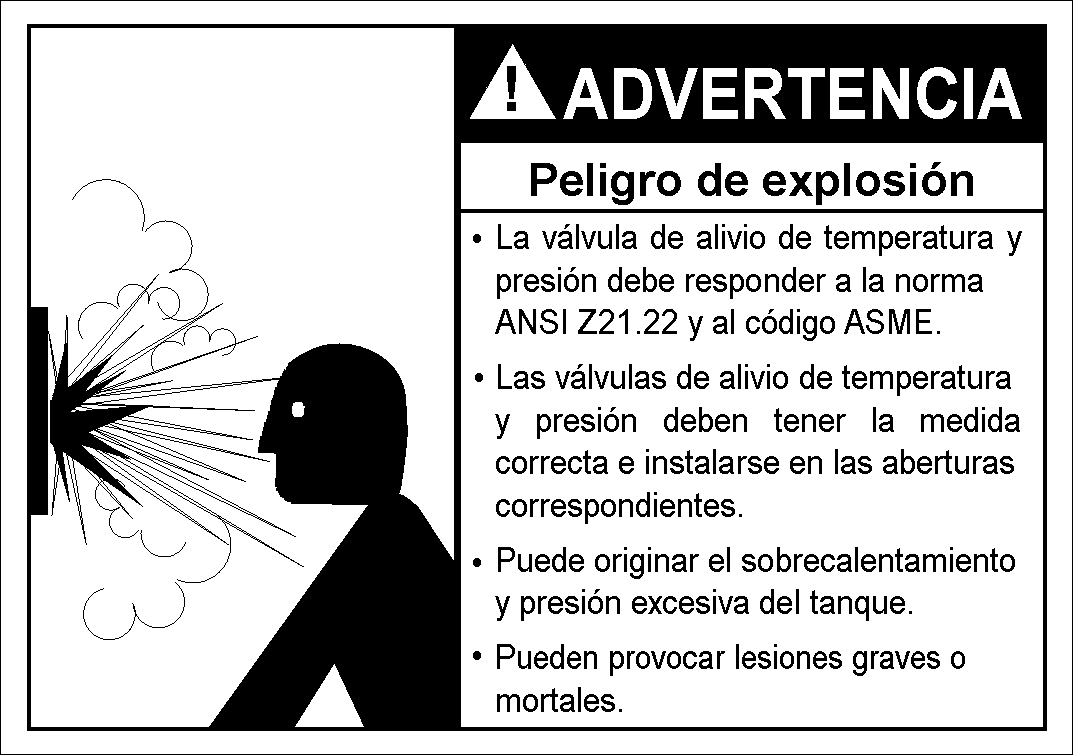 ! ADVERTENCIA
Peligro de explosión
• La válvula de alivio de temperatura y
presión debe responder a la norma
ANSI Z21.22 y al código ASME.
• Las válvulas de alivio de temperatura
y presión deben tener la medida
correcta e instalarse en las aberturas
correspondientes.
• Puede originar el sobrecalentamiento
y presión excesiva del tanque.
• Pueden provocar lesiones graves o
mortales.